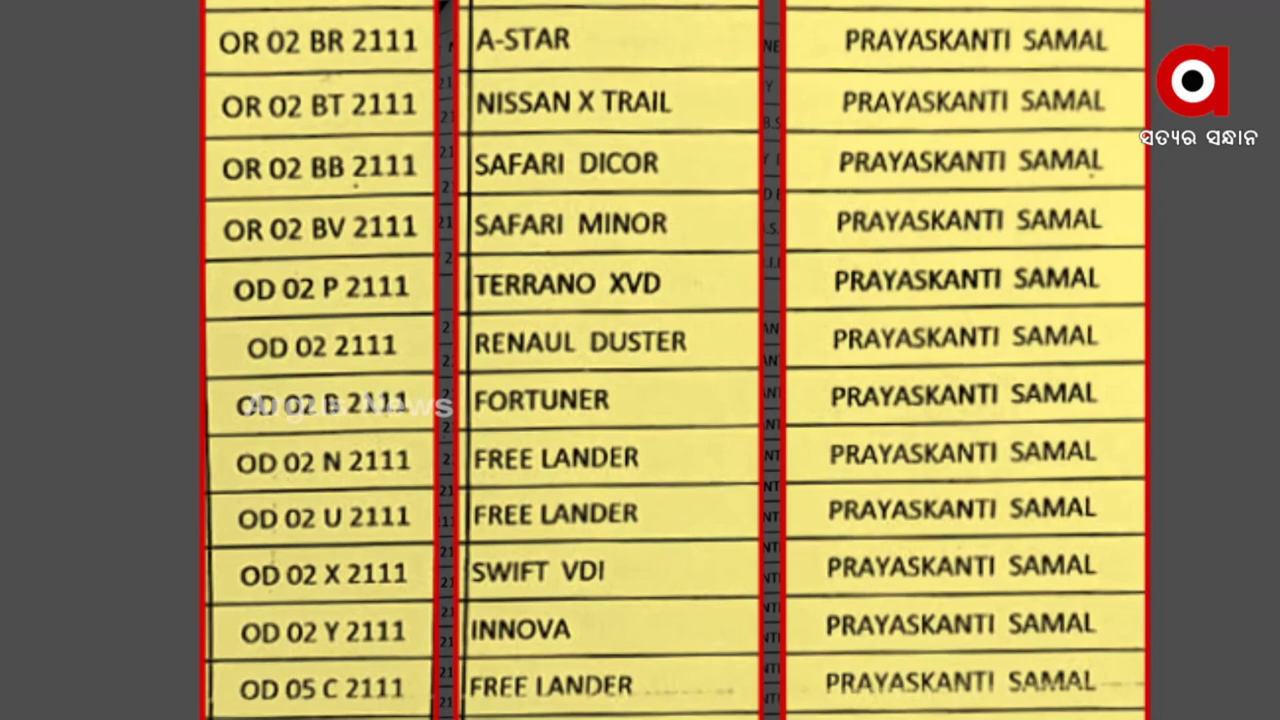 OR 02 BR 2111 A-STAR PRAYASKANTI SAMAL
OR 02 BT 2111 NISSAN X TRAIL PRAYASKANTI SAMAL
ସତ୍ୟର ସନ୍ଧାନ
OR 02 BB 2111 SAFARI DICOR PRAYASKANTI SAMAL
OR 02 BV 2111 SAFARI MINOR PRAYASKANTI SAMAL
OD 02 P 2111 TERRANO XVD PRAYASKANTI SAMAL
OD 02 2111 RENAUL DUSTER PRAYASKANTI SAMAL
OD 02 B 2111 FORTUNER PRAYASKANTI SAMAL
Argus News
OD 02 N 2111 FREE LANDER PRAYASKANTI SAMAL
OD 02 U 2111 FREE LANDER PRAYASKANTI SAMAL
OD 02 X 2111 SWIFT VDI PRAYASKANTI SAMAL
OD 02 Y 2111 INNOVA PRAYASKANTI SAMAL
OD 05 C 2111 FREE LANDER PRAYASKANTI SAMAL